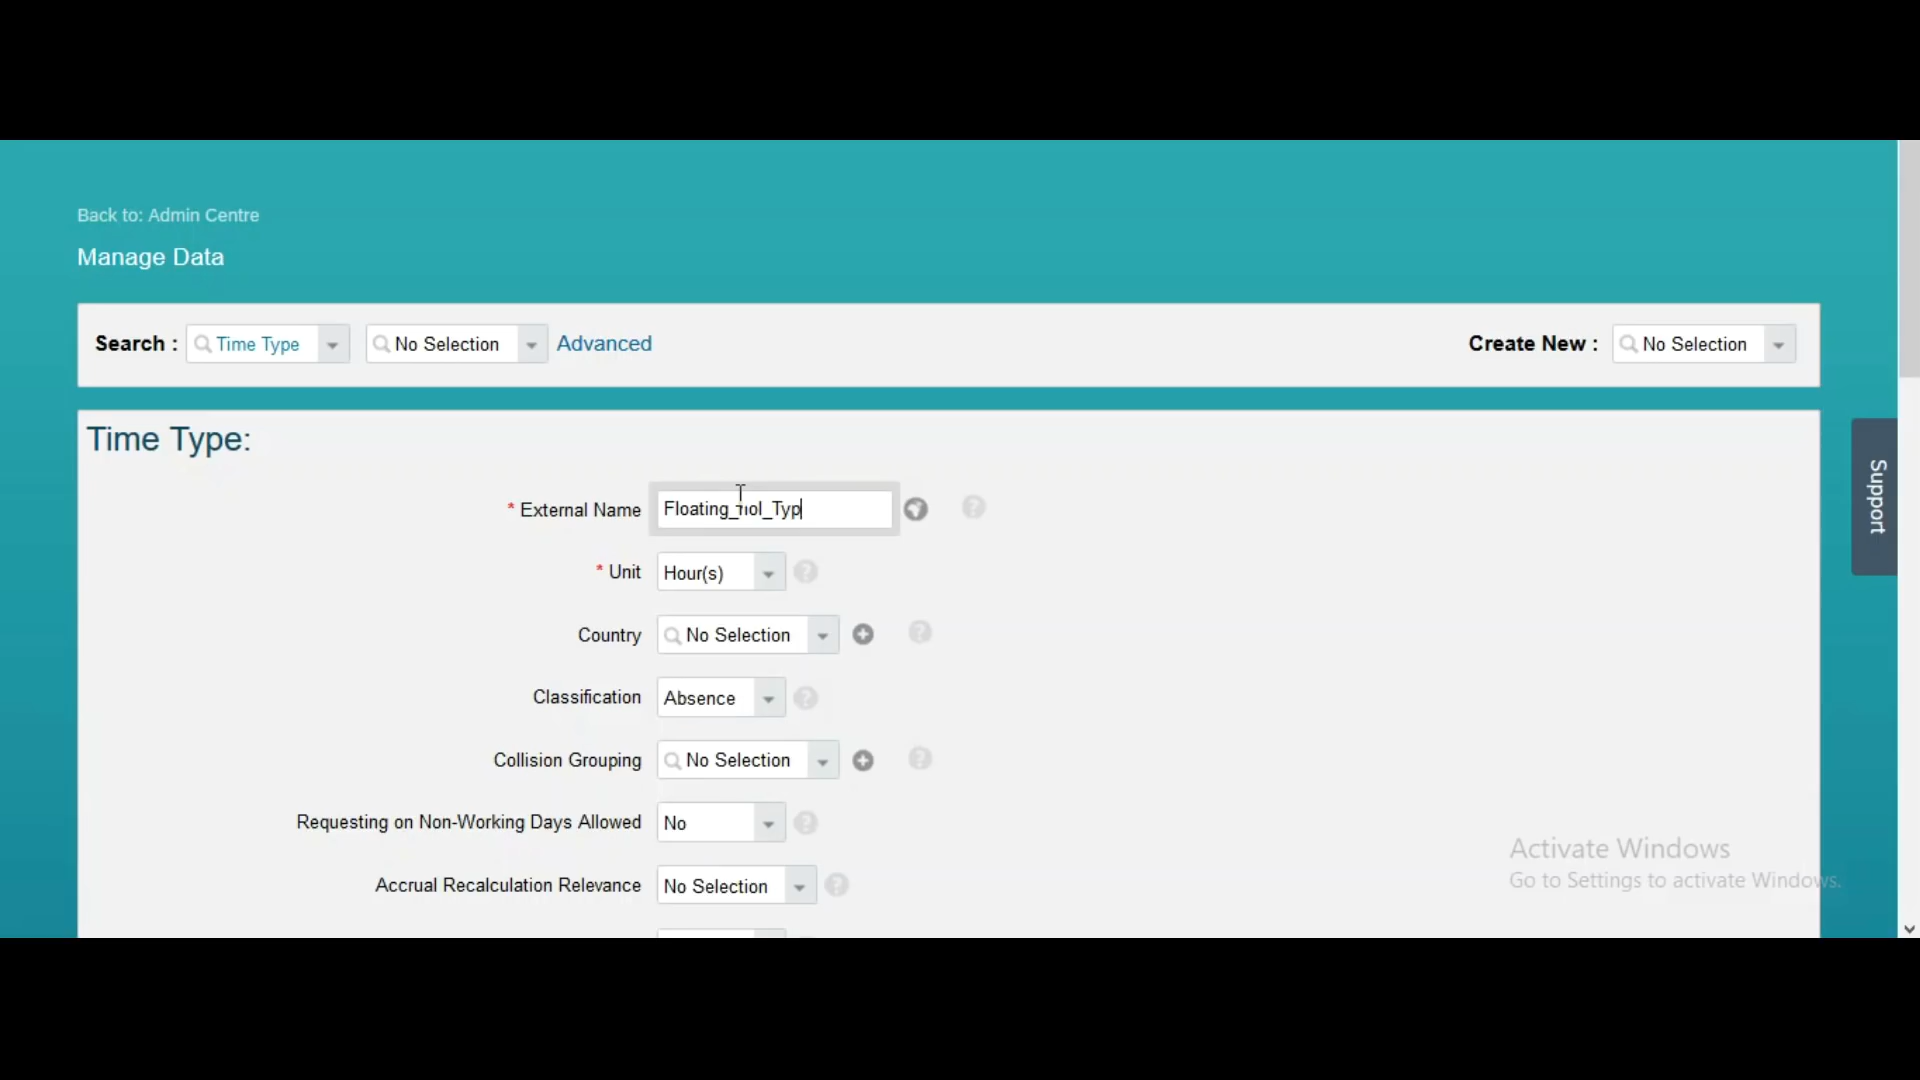 Back to: Admin Centre
Manage Data
Search : Time Type No Selection Advanced Create New : No Selection
Time Type:
* External Name Floating_hol_Typ
* Unit Hour(s)
Country No Selection
Classification Absence
Collision Grouping No Selection
Requesting on Non-Working Days Allowed No
Accrual Recalculation Relevance No Selection
Support
Activate Windows
Go to Settings to activate Windows.